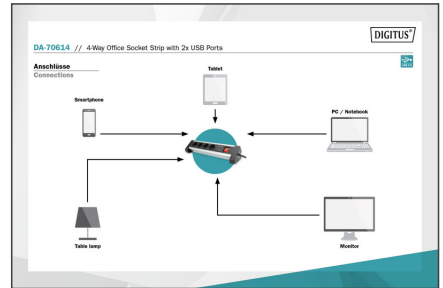 DIGITUS®
DA-70614 // 4-Way Office Socket Strip with 2x USB Ports
Anschlüsse
Connections
Tablet
Smartphone
PC / Notebook
Table lamp
Monitor